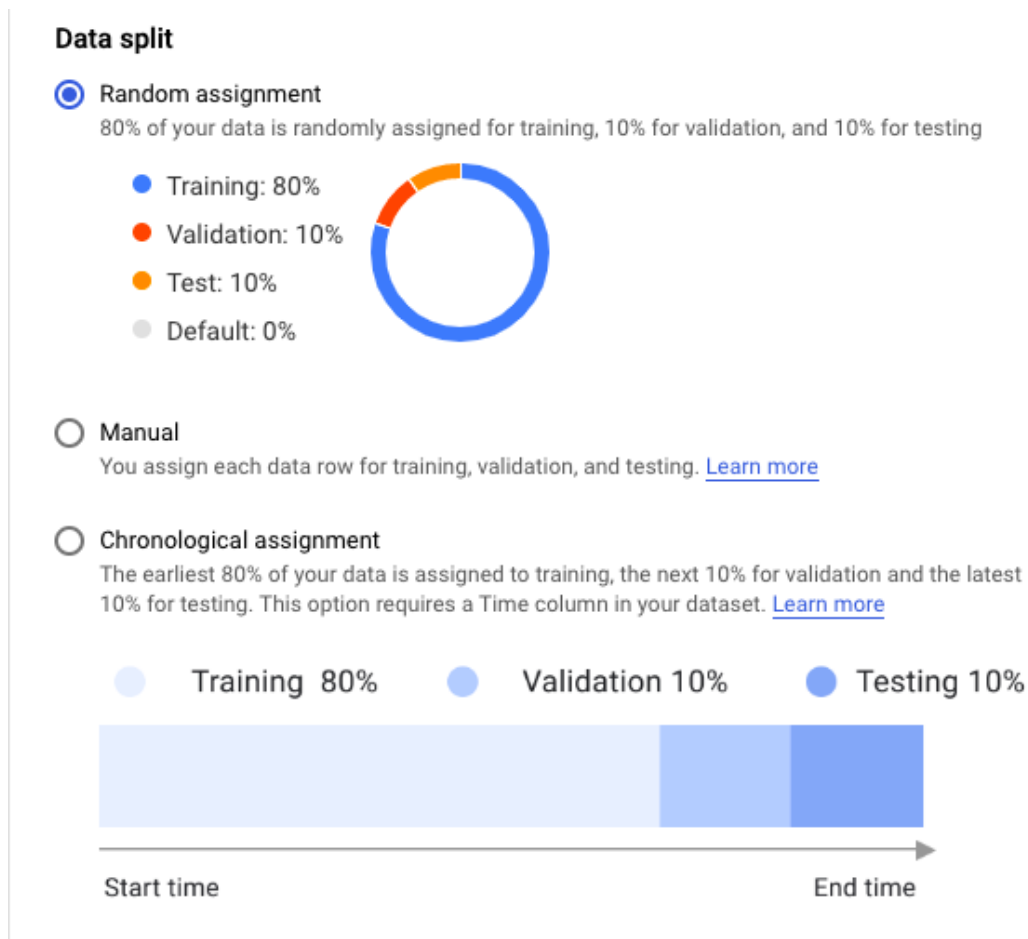 Data split
Random assignment
80% of your data is randomly assigned for training, 10% for validation, and 10% for testing
Training: 80%
Validation: 10%
Test: 10%
Default: 0%
Manual
You assign each data row for training, validation, and testing. Learn more
Chronological assignment
The earliest 80% of your data is assigned to training, the next 10% for validation and the latest
10% for testing. This option requires a Time column in your dataset. Learn more
Training 80% Validation 10% Testing 10%
Start time End time